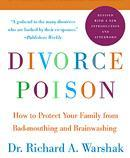 "A godsend to the many divorcées who
are bashed by their ex-spouses."
—Publishers Weekly
REVISED
WITH A NEW
INTRODUCTION AND
AFTERWORD
DIVORCE
POISON
How to Protect Your Family from
Bad-mouthing and Brainwashing
Dr. Richard A. Warshak